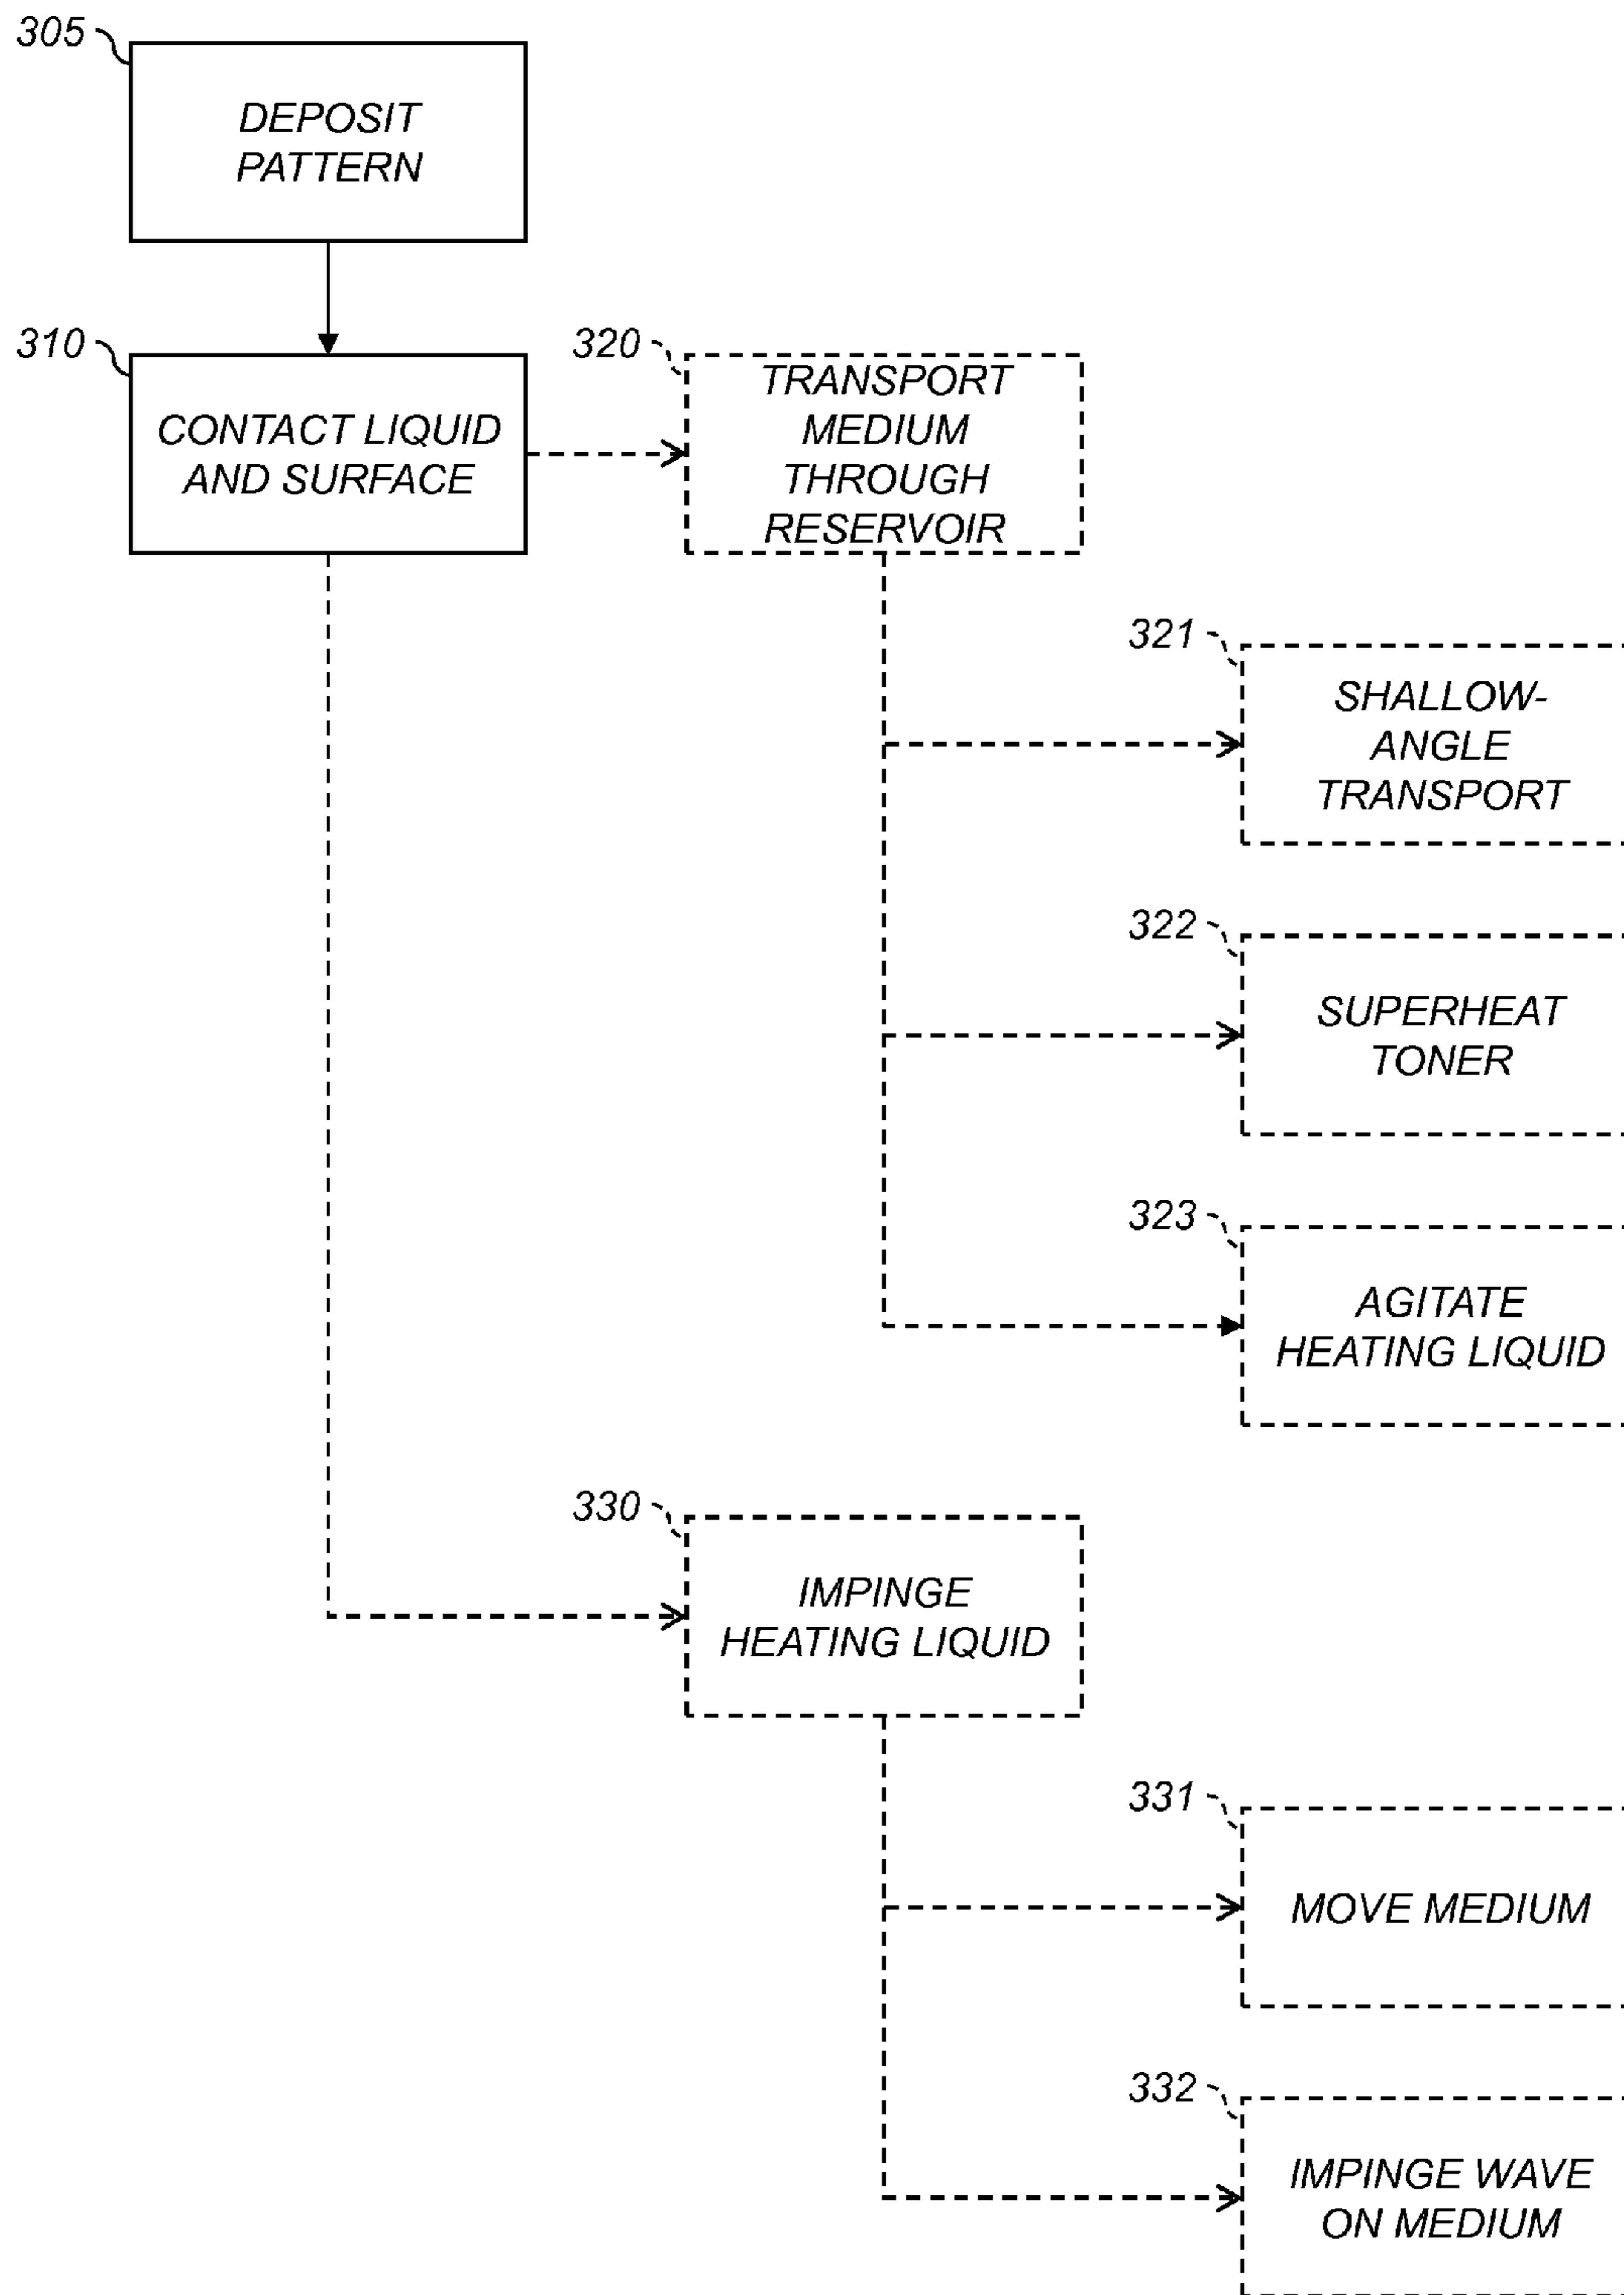 305
DEPOSIT
PATTERN
310
CONTACT LIQUID
AND SURFACE
320
TRANSPORT
MEDIUM
THROUGH
RESERVOIR
321
SHALLOW-
ANGLE
TRANSPORT
322
SUPERHEAT
TONER
323
AGITATE
HEATING LIQUID
330
IMPINGE
HEATING LIQUID
331
MOVE MEDIUM
332
IMPINGE WAVE
ON MEDIUM